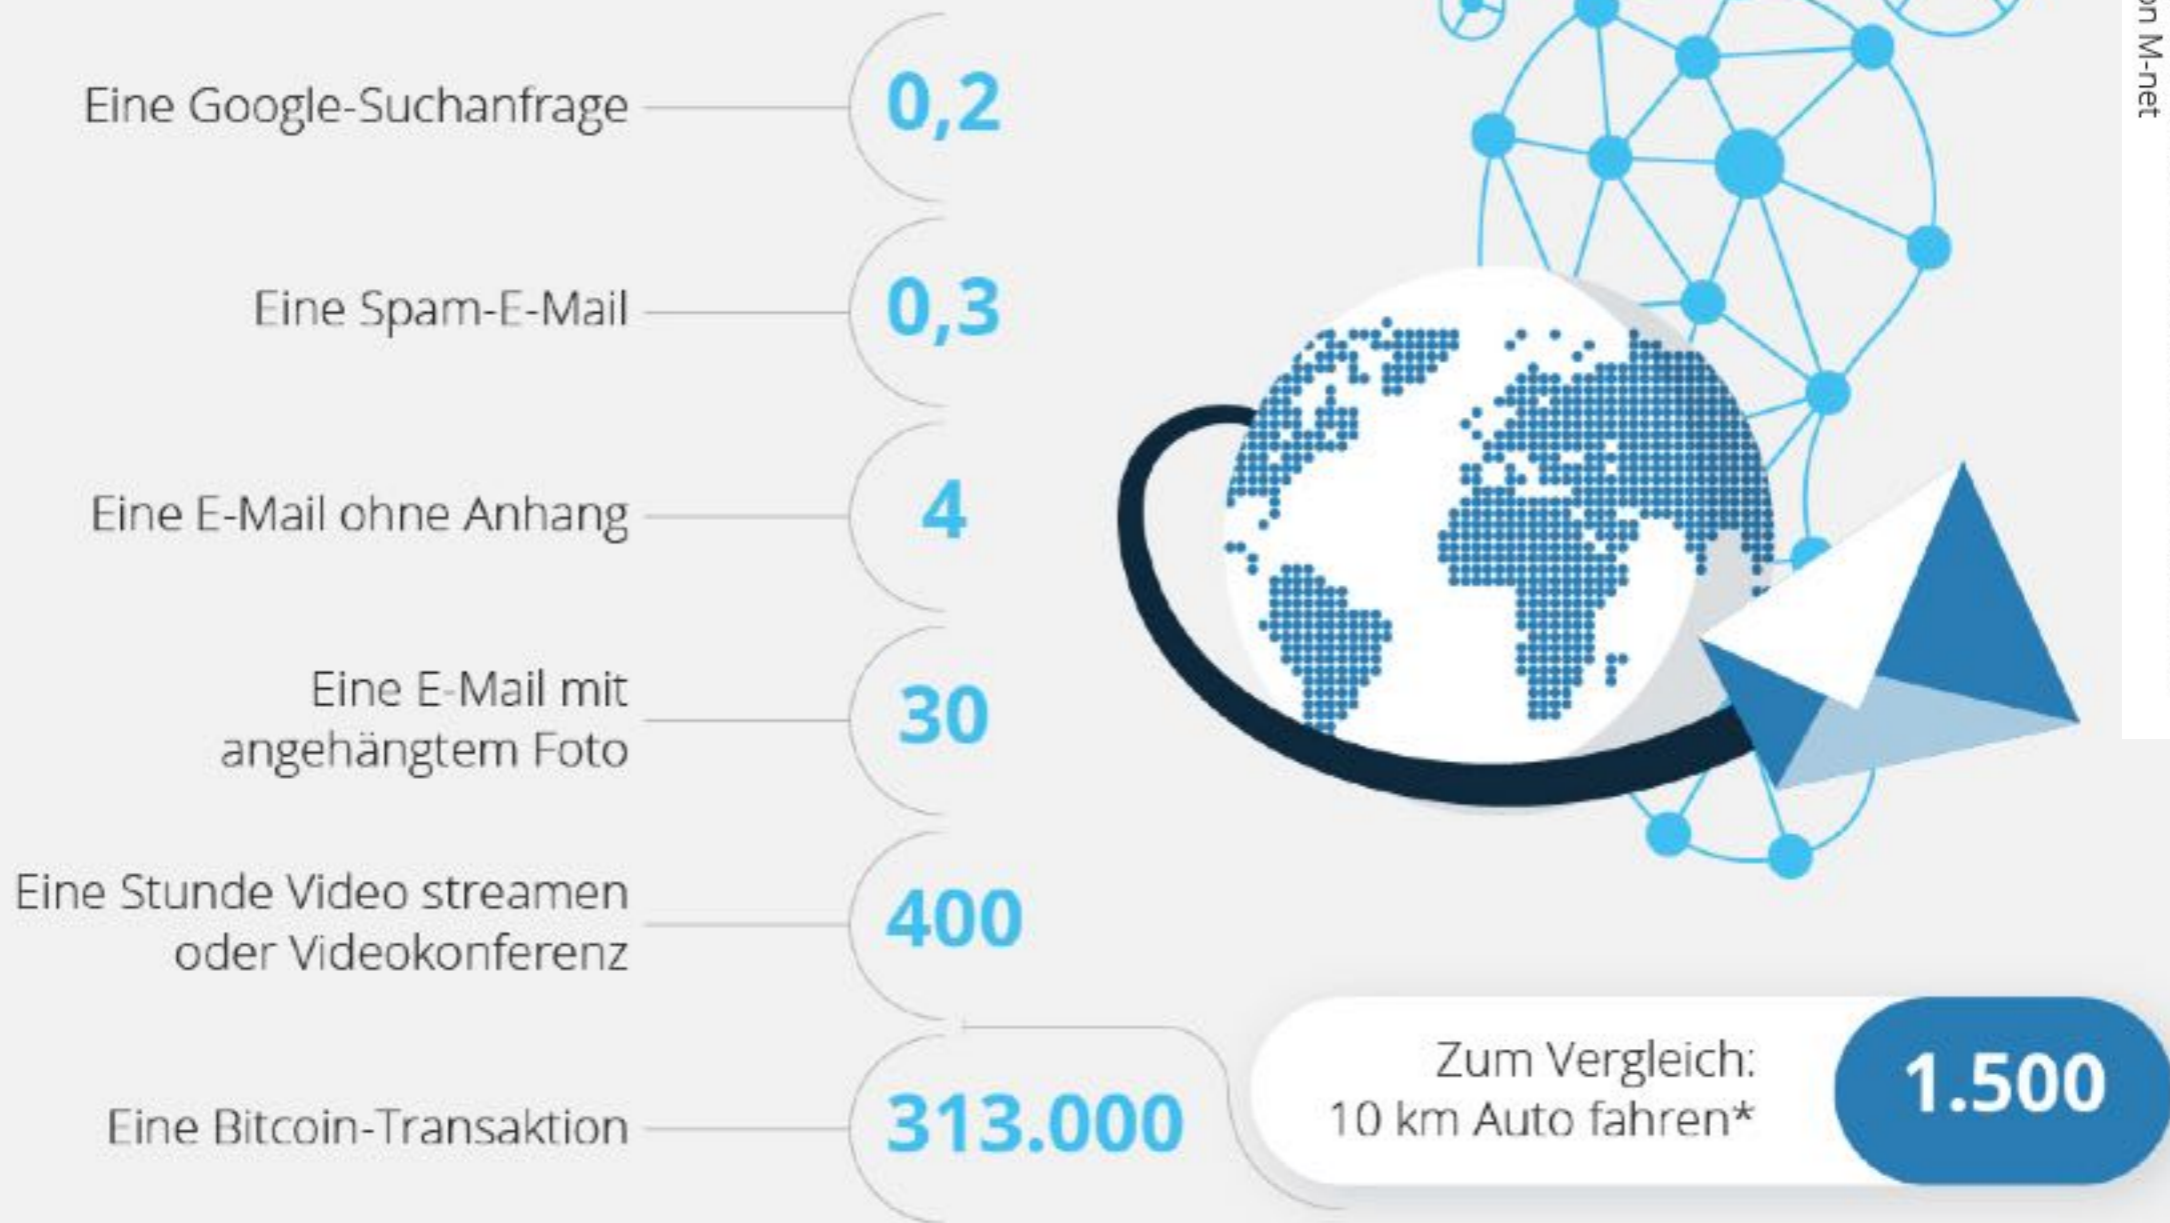 Eine Google-Suchanfrage
0,2
Eine Spam-E-Mail
0,3
Eine E-Mail ohne Anhang
4
Eine E-Mail mit
angehängtem Foto
30
Eine Stunde Video streamen
oder Videokonferenz
400
Eine Bitcoin-Transaktion
313.000
Zum Vergleich:
10 km Auto fahren*
1.500
M-net